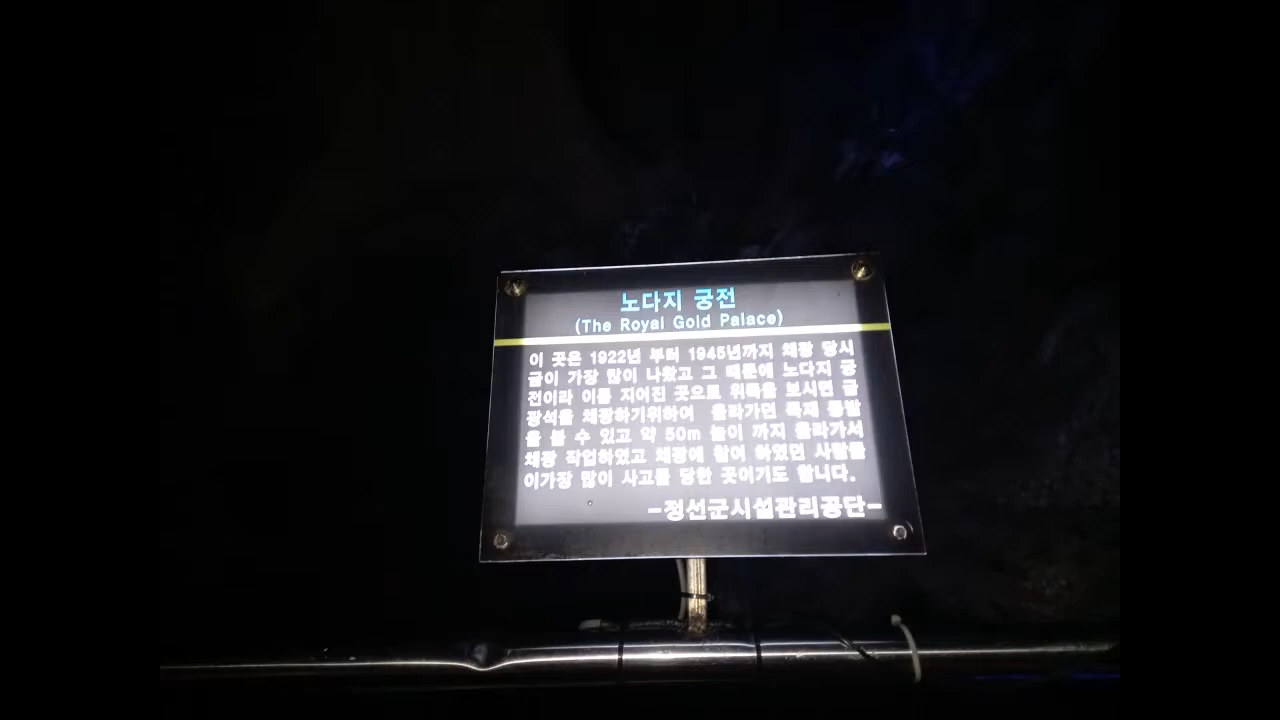 노다지 궁전
(The Royal Gold Palace)
이 곳은 1922년 부터 1945년까지 채광 당시
금이 가장 많이 나왔고 그 때문에 노다지 궁
전이라 이름 지어진 곳으로 위쪽을 보시면 금
광석을 채광하기위하여 올라가던 목재 통발
을 볼 수 있고 약 50m 높이 까지 올라가서
채광 작업하였고 채광에 참여 하였던 사람들
이가장 많이 사고를 당한 곳이기도 합니다.
-정선군시설관리공단-